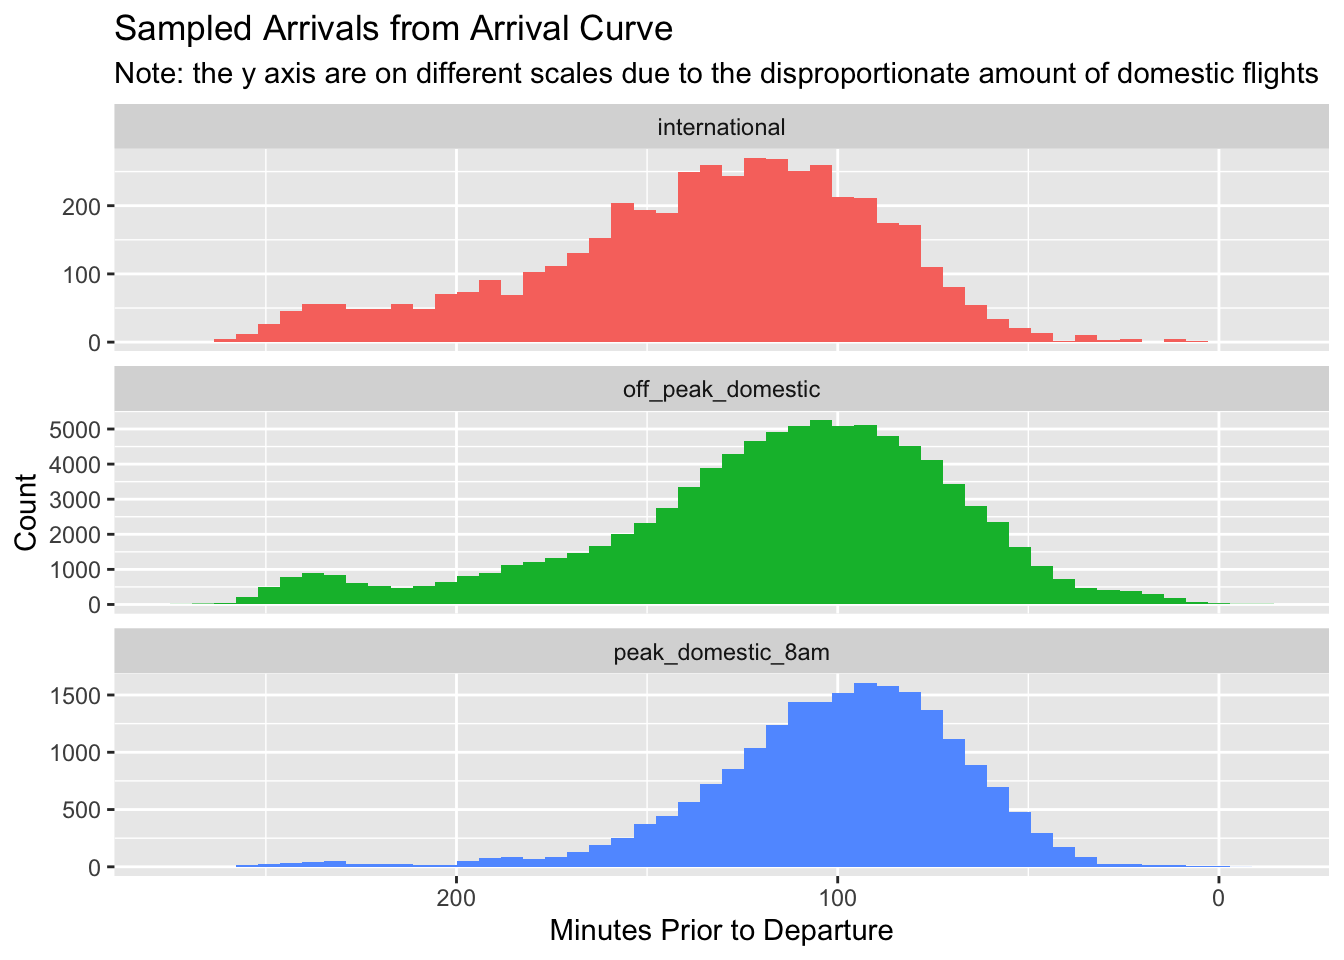 Sampled Arrivals from Arrival Curve
Note: the y axis are on different scales due to the disproportionate amount of domestic flights
international
200
100
0
off_peak_domestic
5000
4000
3000
2000
1000
0
Count
peak_domestic_8am
1500
1000
500
0
200 100 0
Minutes Prior to Departure